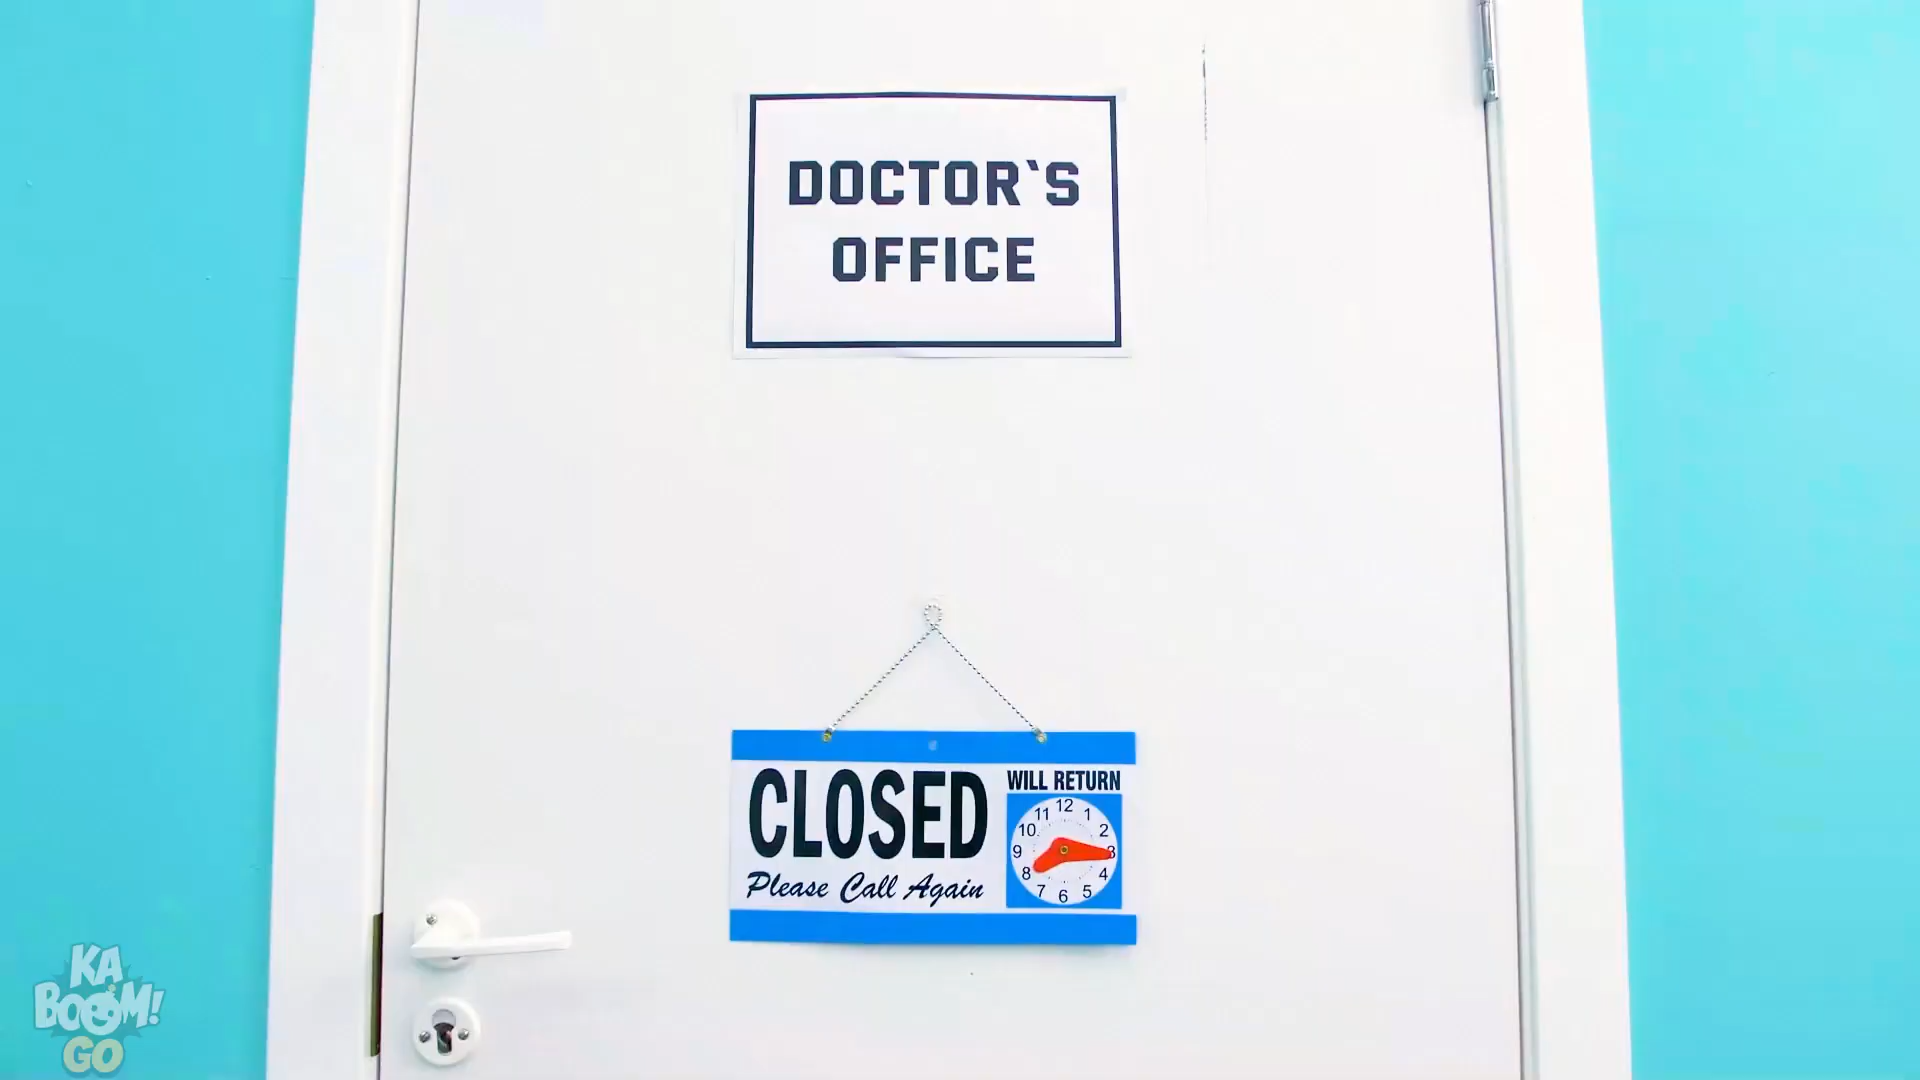 DOCTOR`S
OFFICE
CLOSED
Please Call Again
WILL RETURN
12
11 1
10 2
9 3
8 4
7 5
6
KA
BOOM!
GO